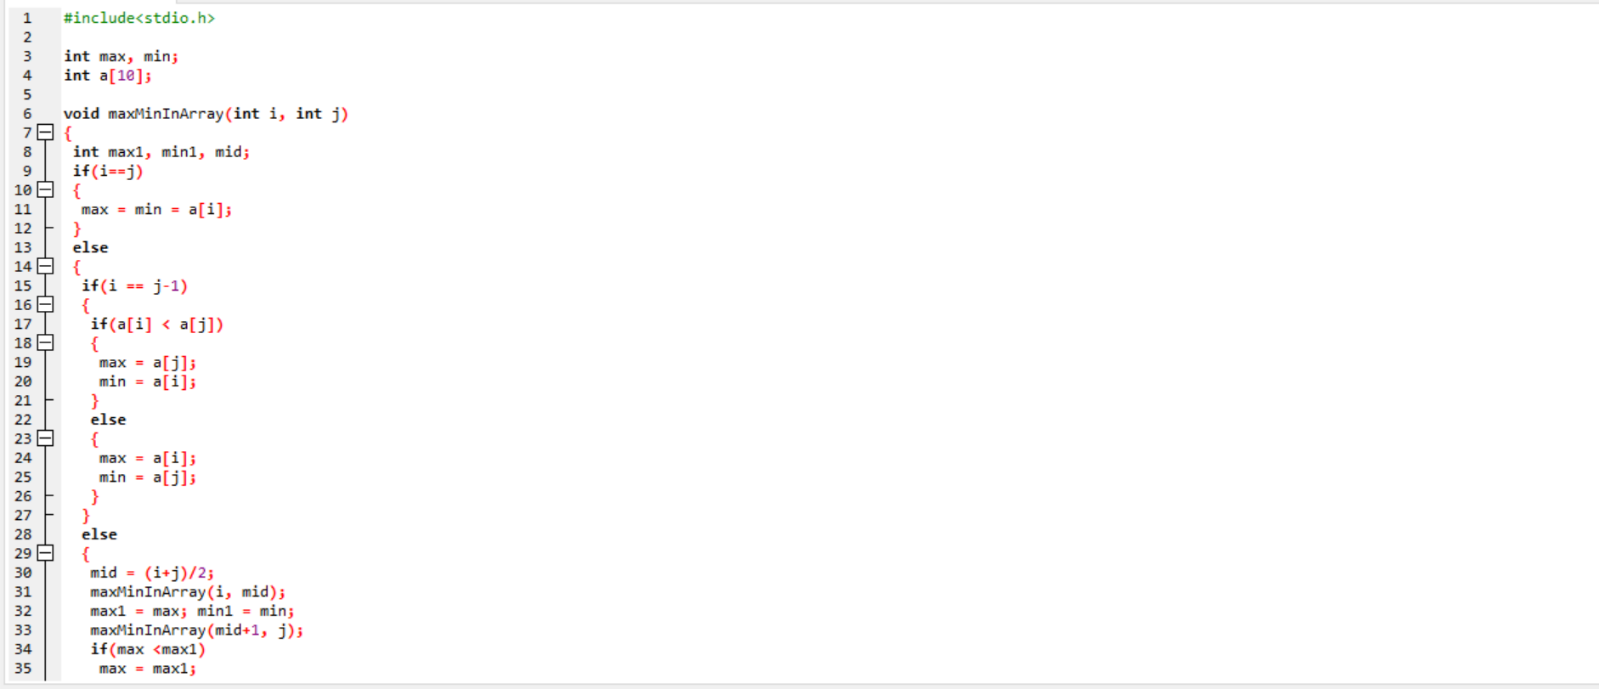 1 #include<stdio.h>
2
3 int max, min;
4 int a[10];
5
6 void maxMinInArray(int i, int j)
7 {
8 int max1, min1, mid;
9 if(i==j)
10 {
11 max = min = a[i];
12 }
13 else
14 {
15 if(i == j-1)
16 {
17 if(a[i] < a[j])
18 {
19 max = a[j];
20 min = a[i];
21 }
22 else
23 {
24 max = a[i];
25 min = a[j];
26 }
27 }
28 else
29 {
30 mid = (i+j)/2;
31 maxMinInArray(i, mid);
32 max1 = max; min1 = min;
33 maxMinInArray(mid+1, j);
34 if(max <max1)
35 max = max1;